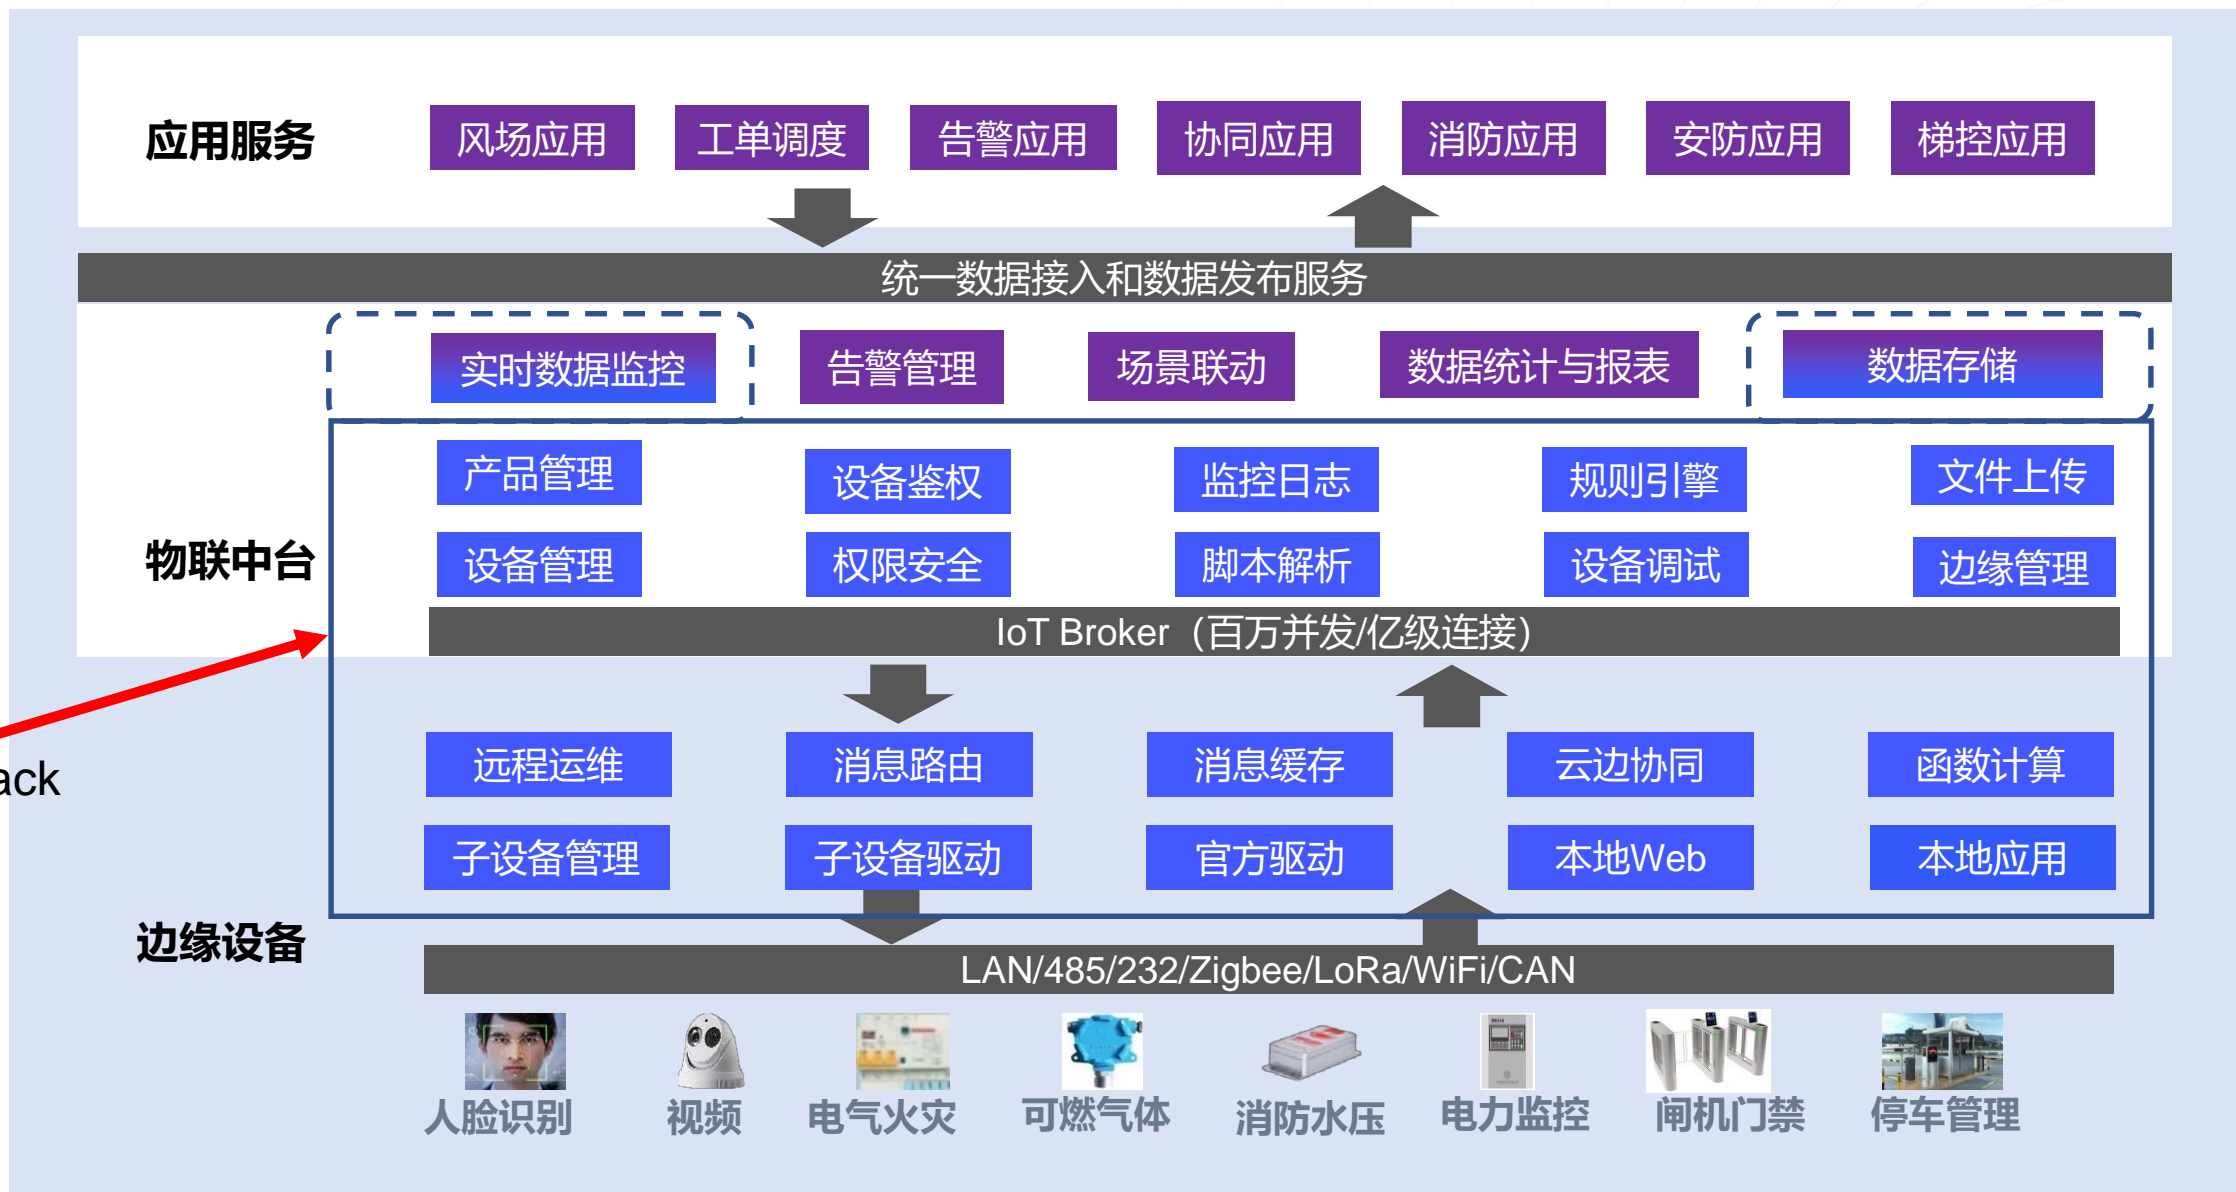 应用服务
风场应用
工单调度
告警应用
协同应用
消防应用
安防应用
梯控应用
统一数据接入和数据发布服务
实时数据监控
告警管理
场景联动
数据统计与报表
数据存储
物联中台
产品管理
设备鉴权
监控日志
规则引擎
文件上传
设备管理
权限安全
脚本解析
设备调试
边缘管理
IoT Broker（百万并发/亿级连接）
ack
远程运维
消息路由
消息缓存
云边协同
函数计算
子设备管理
子设备驱动
官方驱动
本地Web
本地应用
边缘设备
LAN/485/232/Zigbee/LoRa/WiFi/CAN
人脸识别
视频
电气火灾
可燃气体
消防水压
电力监控
闸机门禁
停车管理